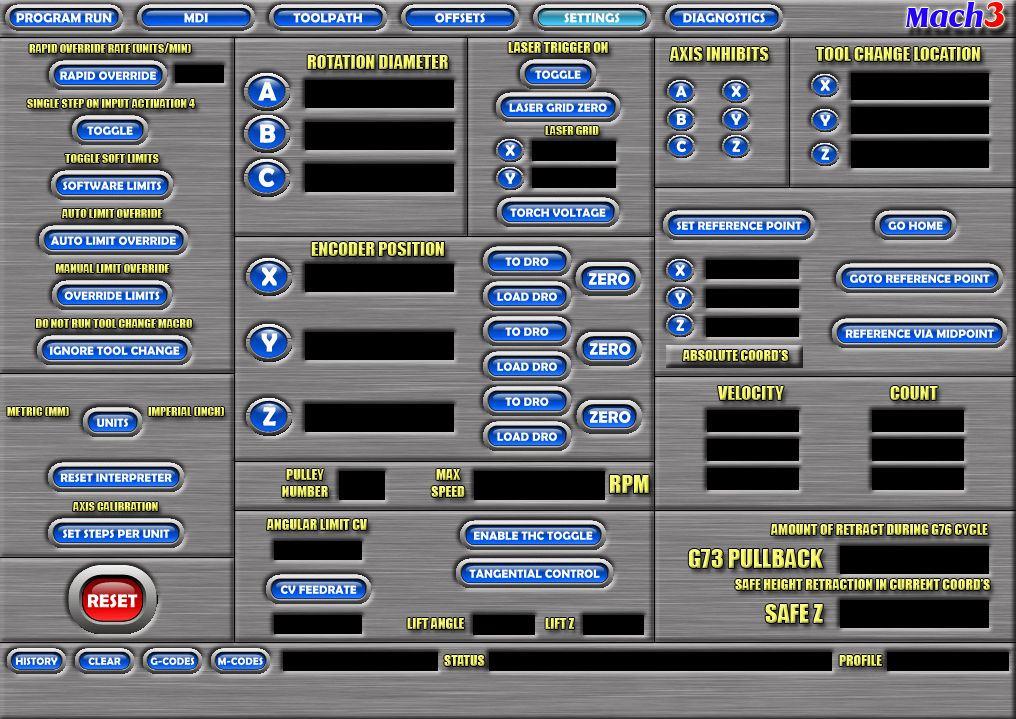 PROGRAM RUN
MDI
TOOLPATH
OFFSETS
SETTINGS
DIAGNOSTICS
Mach3
RAPID OVERRIDE RATE (UNITS/MIN)
RAPID OVERRIDE
SINGLE STEP ON INPUT ACTIVATION 4
TOGGLE
TOGGLE SOFT LIMITS
SOFTWARE LIMITS
AUTO LIMIT OVERRIDE
AUTO LIMIT OVERRIDE
MANUAL LIMIT OVERRIDE
OVERRIDE LIMITS
DO NOT RUN TOOL CHANGE MACRO
IGNORE TOOL CHANGE
METRIC (MM)
UNITS
IMPERIAL (INCH)
RESET INTERPRETER
AXIS CALIBRATION
SET STEPS PER UNIT
RESET
ROTATION DIAMETER
A
B
C
LASER TRIGGER ON
TOGGLE
LASER GRID ZERO
LASER GRID
X
Y
TORCH VOLTAGE
ENCODER POSITION
X
TO DRO
LOAD DRO
ZERO
Y
TO DRO
LOAD DRO
ZERO
Z
TO DRO
LOAD DRO
ZERO
PULLEY
NUMBER
MAX
SPEED
RPM
ANGULAR LIMIT CV
CV FEEDRATE
ENABLE THC TOGGLE
TANGENTIAL CONTROL
LIFT ANGLE
LIFT Z
AXIS INHIBITS
A X
B Y
C Z
TOOL CHANGE LOCATION
X
Y
Z
SET REFERENCE POINT
GO HOME
X
Y
Z
ABSOLUTE COORD'S
GOTO REFERENCE POINT
REFERENCE VIA MIDPOINT
VELOCITY
COUNT
AMOUNT OF RETRACT DURING G76 CYCLE
G73 PULLBACK
SAFE HEIGHT RETRACTION IN CURRENT COORD'S
SAFE Z
HISTORY
CLEAR
G-CODES
M-CODES
STATUS
PROFILE